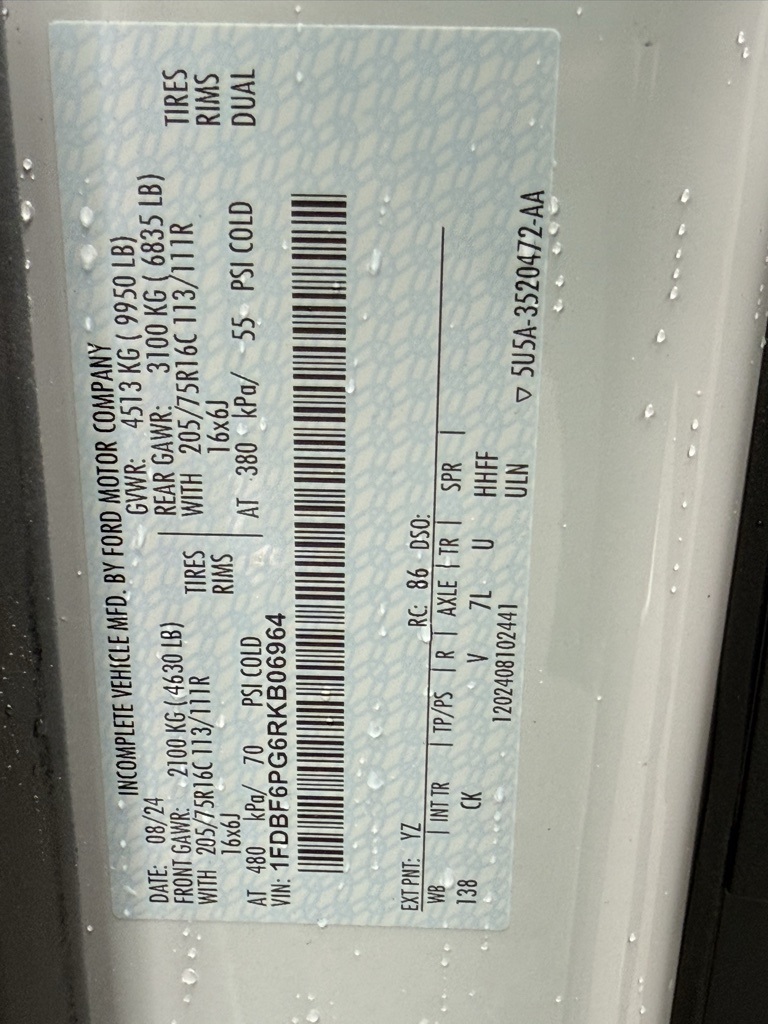 INCOMPLETE VEHICLE MFD. BY FORD MOTOR COMPANY
DATE: 08/24 GVWR: 4513 KG ( 9950 LB)
FRONT GAWR: 2100 KG ( 4630 LB) REAR GAWR: 3100 KG ( 6835 LB)
WITH 205/75R16C 113/111R TIRES WITH 205/75R16C 113/111R TIRES
16x6J RIMS 16x6J RIMS
AT 480 kPa/ 70 PSI COLD AT 380 kPa/ 55 PSI COLD DUAL
VIN: 1FDBF6PG6RKB06964
EXT PNT: YZ RC: 86 DSO:
WB | INT TR | TP/PS | R | AXLE | TR | SPR |
138 CK V 7L U HHFF
1202408102441 ULN
▽ 5U5A-3520472-AA